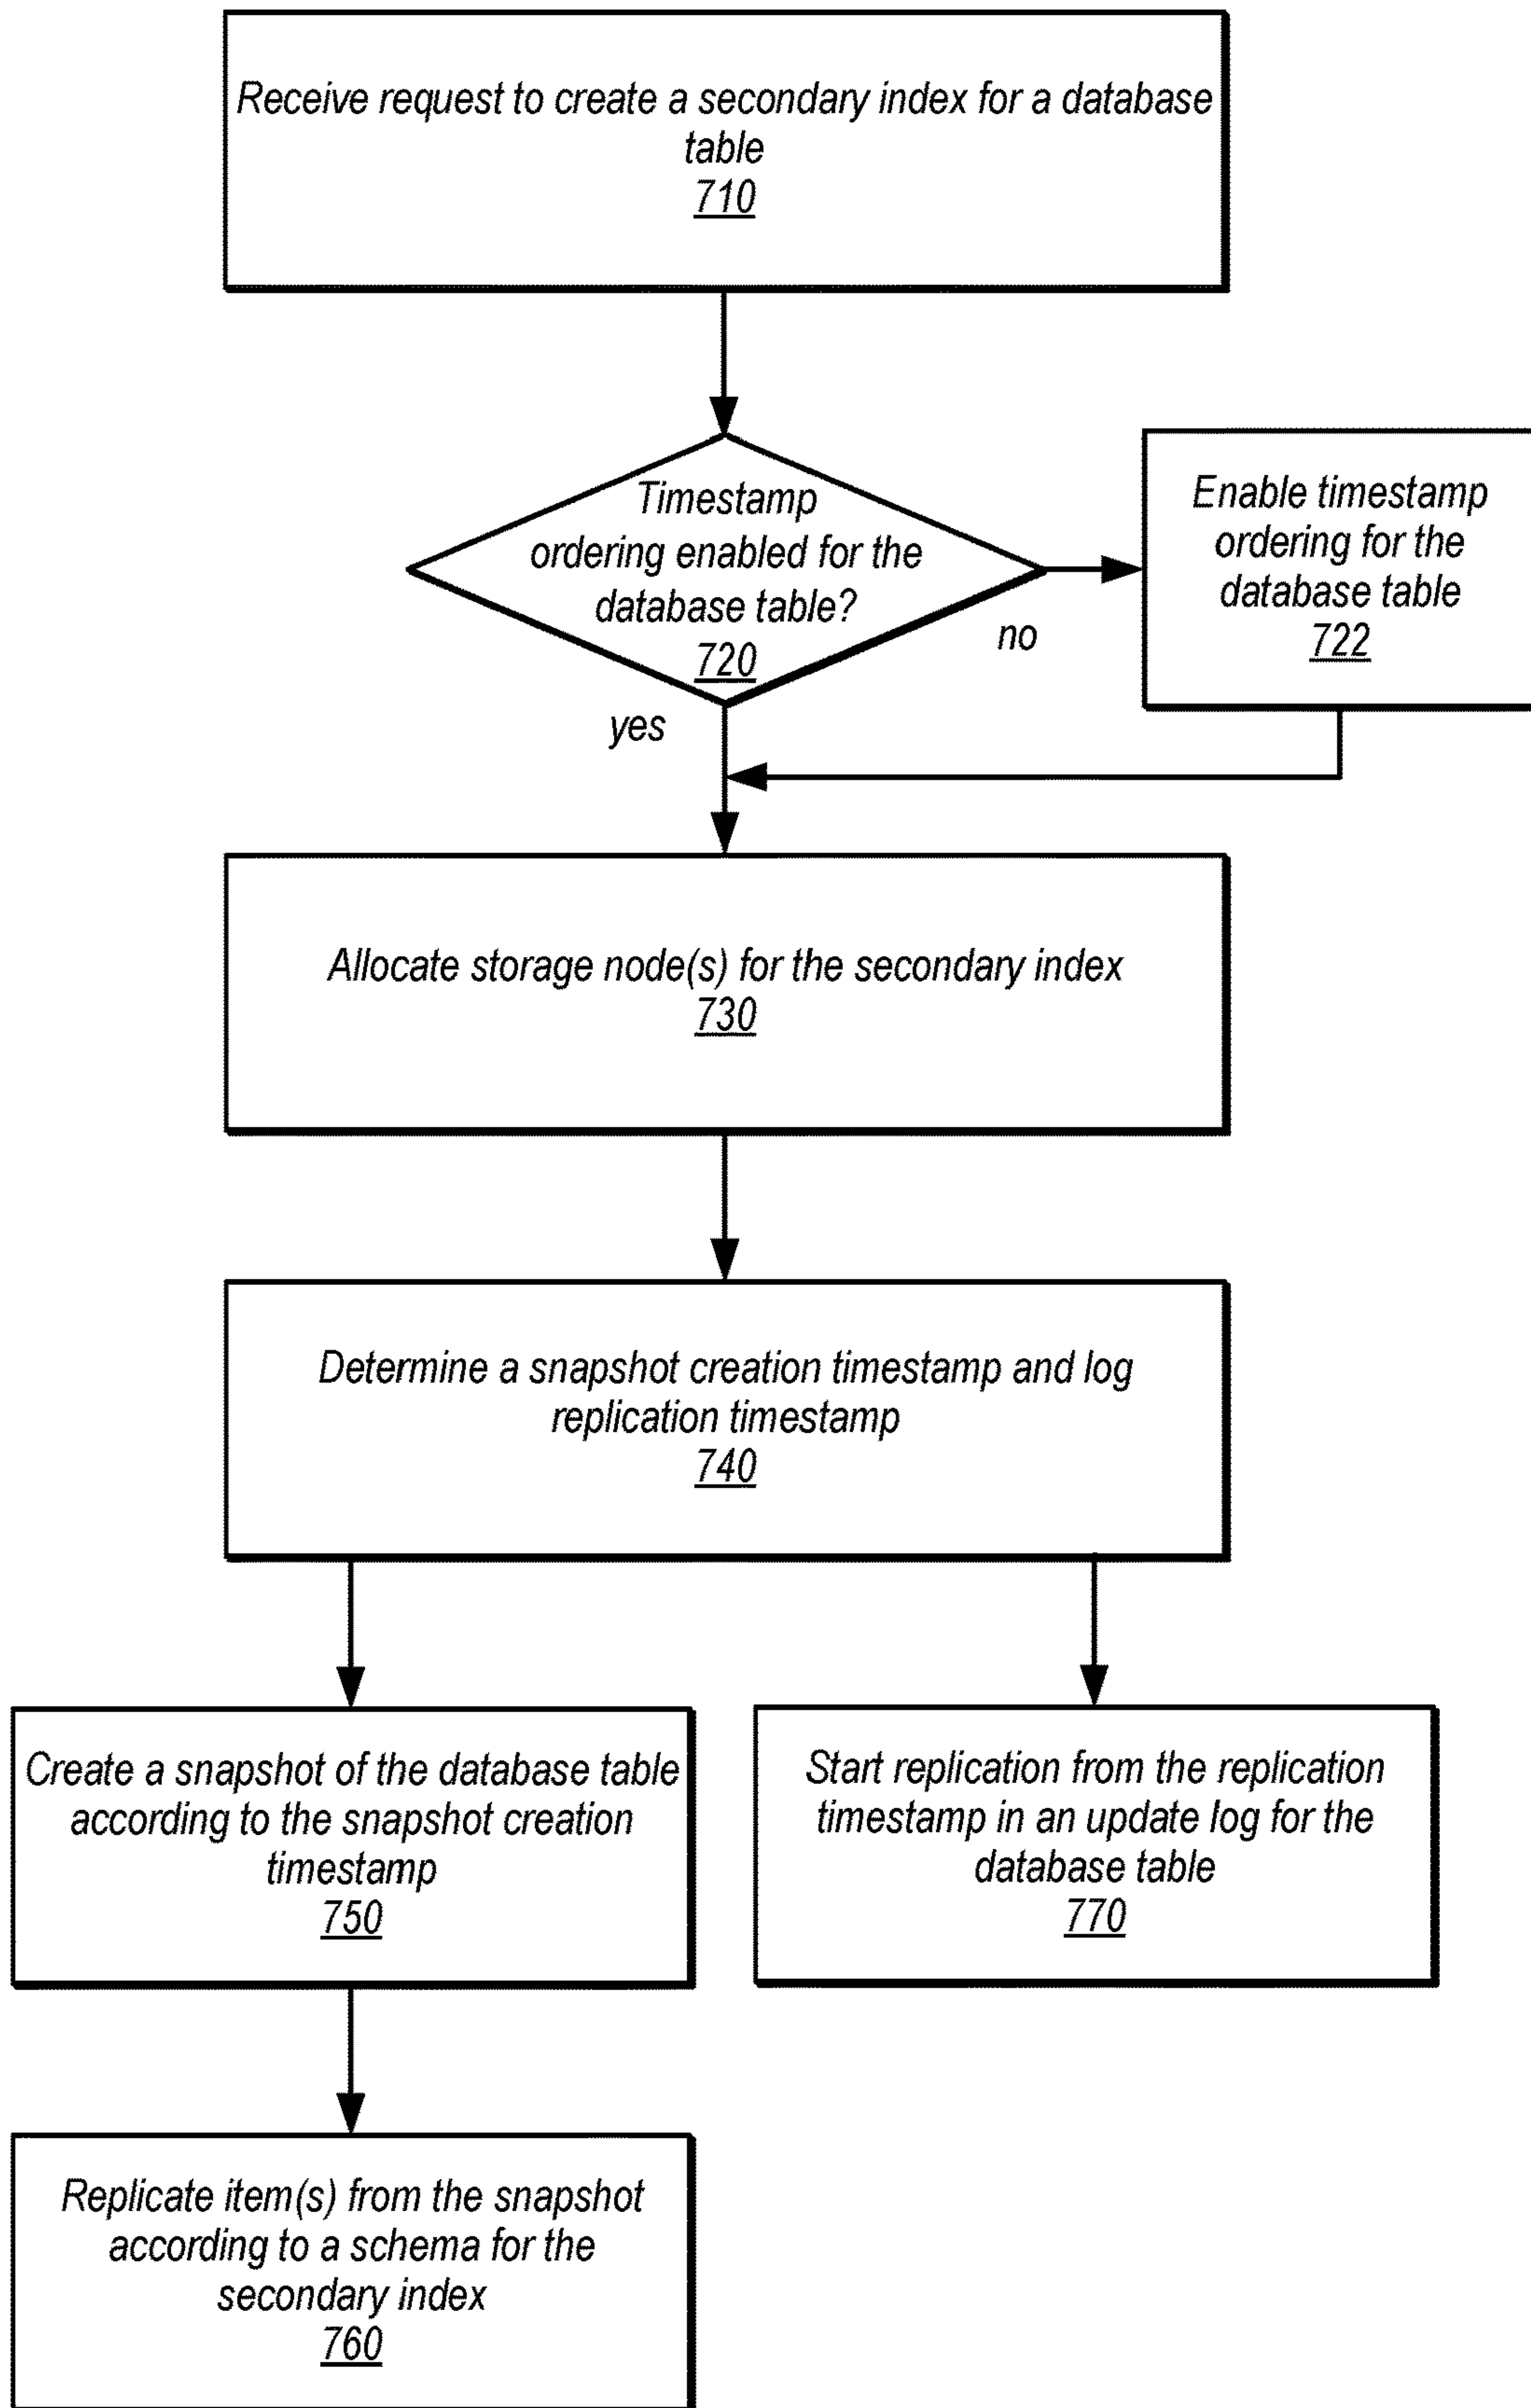 Receive request to create a secondary index for a database
table
710
Timestamp
ordering enabled for the
database table?
720
no
yes
Enable timestamp
ordering for the
database table
722
Allocate storage node(s) for the secondary index
730
Determine a snapshot creation timestamp and log
replication timestamp
740
Create a snapshot of the database table
according to the snapshot creation
timestamp
750
Start replication from the replication
timestamp in an update log for the
database table
770
Replicate item(s) from the snapshot
according to a schema for the
secondary index
760